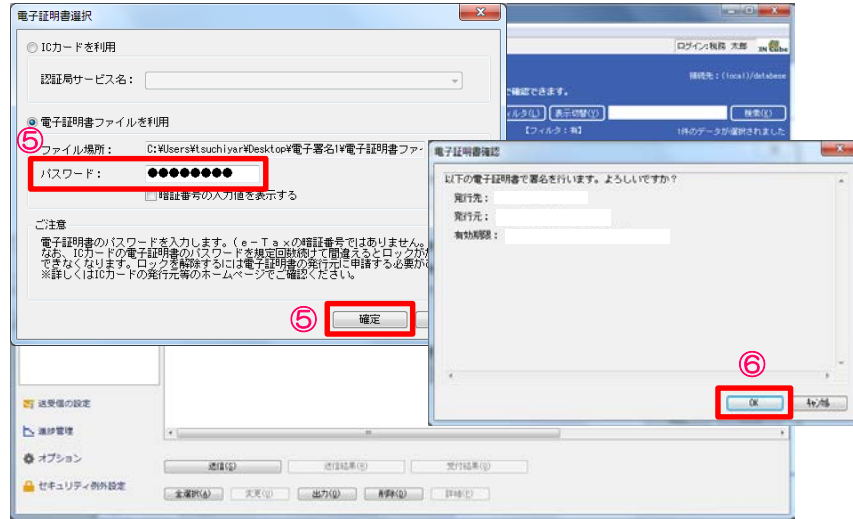 電子証明書選択
ICカードを利用
認証局サービス名：
電子証明書ファイルを利用
⑤
ファイル場所： C:¥Users¥tsuchiyar¥Desktop¥電子署名1¥電子証明書ファ-
パスワード： ●●●●●●●●
暗証番号の入力値を表示する
ご注意
電子証明書のパスワードを入力します。(e-Taxの暗証番号ではありません。
なお、ICカードの電子証明書のパスワードを規定回数続けて間違えるとロックが
できなくなります。ロックを解除するには電子証明書の発行元に申請する必要が
※詳しくはICカードの発行元等のホームページでご確認ください。
⑤
確定
ログイン:税務 太郎
接続先：(local)/database
で確認できます。
表示切替(Y)
検索(K)
【フィルタ：有】
1件のデータが選択されました
電子証明書確認
以下の電子証明書で署名を行います。よろしいですか？
発行先：
発行元：
有効期限：
⑥
OK
ｷｬﾝｾﾙ
送受信の設定
進捗管理
オプション
セキュリティ例外設定
送信(S)
送信結果(R)
受付結果(U)
全選択(A)
変更(U)
出力(O)
削除(D)
詳細(E)